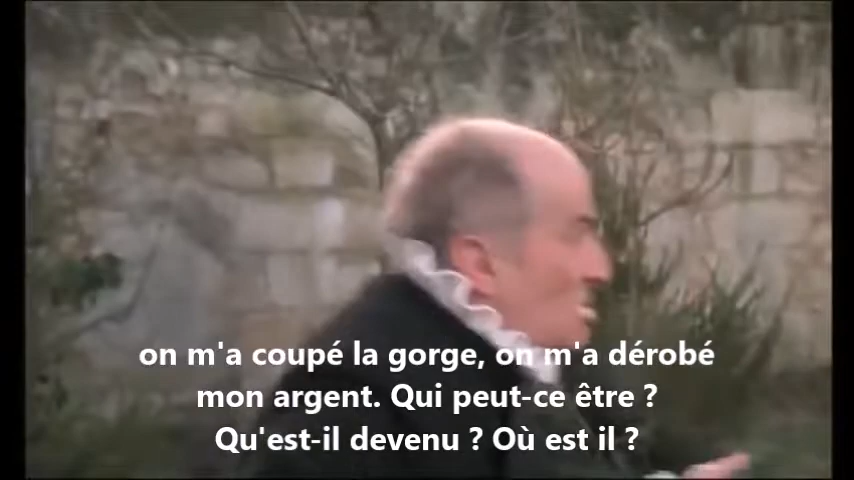 on m'a coupé la gorge, on m'a dérobé
mon argent. Qui peut-ce être ?
Qu'est-il devenu ? Où est il ?